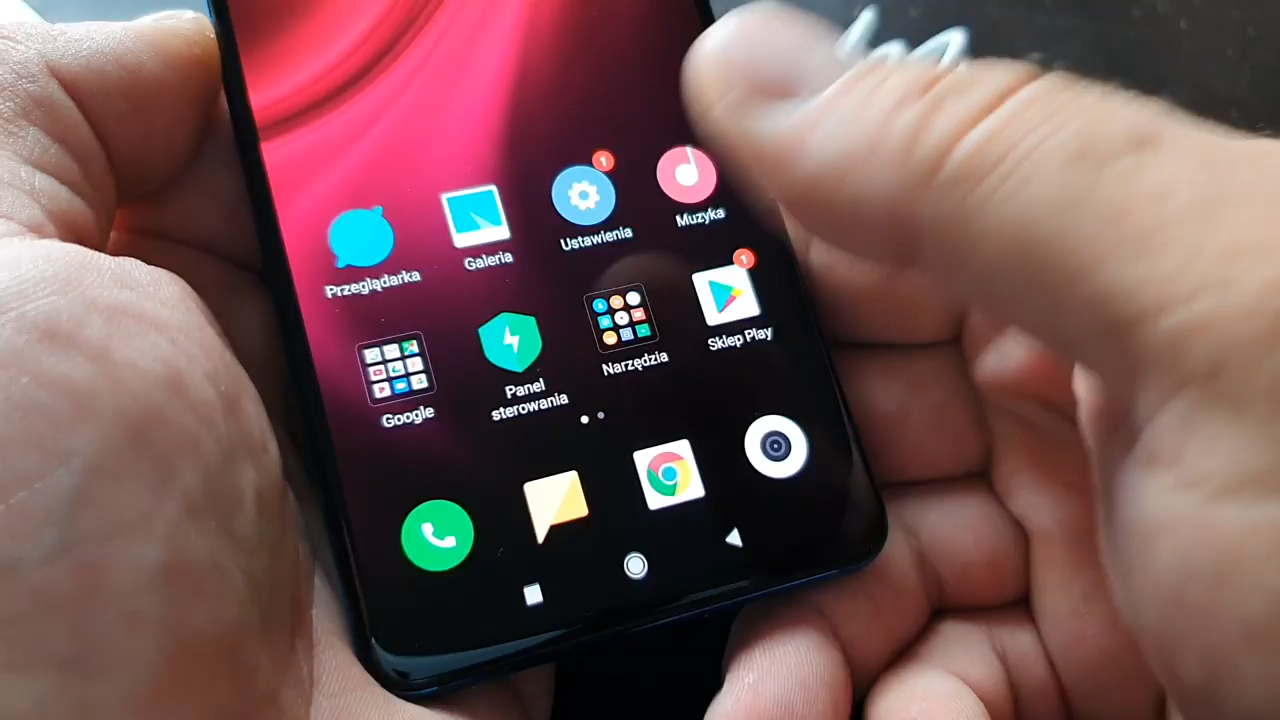 Przeglądarka
Galeria
1
Ustawienia
Muzyka
Google
Panel
sterowania
Narzędzia
1
Sklep Play